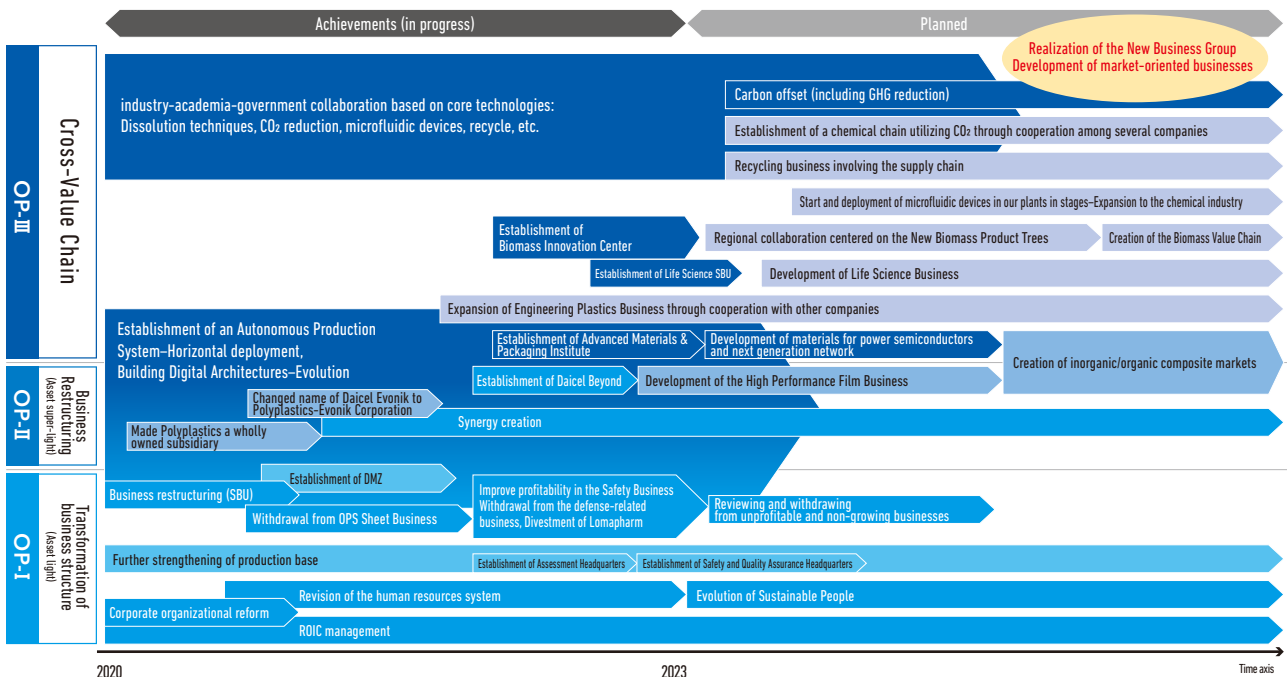 Achievements (in progress)
Planned
Realization of the New Business Group
Development of market-oriented businesses
OP-Ⅲ
Cross-Value Chain
industry-academia-government collaboration based on core technologies:
Dissolution techniques, CO₂ reduction, microfluidic devices, recycle, etc.
Carbon offset (including GHG reduction)
Establishment of a chemical chain utilizing CO₂ through cooperation among several companies
Recycling business involving the supply chain
Start and deployment of microfluidic devices in our plants in stages–Expansion to the chemical industry
Establishment of
Biomass Innovation Center
Regional collaboration centered on the New Biomass Product Trees
Creation of the Biomass Value Chain
Establishment of Life Science SBU
Development of Life Science Business
Expansion of Engineering Plastics Business through cooperation with other companies
Establishment of an Autonomous Production
System–Horizontal deployment,
Building Digital Architectures–Evolution
Establishment of Advanced Materials &
Packaging Institute
Development of materials for power semiconductors
and next generation network
Creation of inorganic/organic composite markets
OP-Ⅱ
Business
Restructuring
(Asset super-light)
Establishment of Daicel Beyond
Development of the High Performance Film Business
Changed name of Daicel Evonik to
Polyplastics-Evonik Corporation
Made Polyplastics a wholly
owned subsidiary
Synergy creation
OP-Ⅰ
Transformation of
business structure
(Asset light)
Establishment of DMZ
Business restructuring (SBU)
Withdrawal from OPS Sheet Business
Improve profitability in the Safety Business
Withdrawal from the defense-related
business, Divestment of Lomapharm
Reviewing and withdrawing
from unprofitable and non-growing businesses
Further strengthening of production base
Establishment of Assessment Headquarters
Establishment of Safety and Quality Assurance Headquarters
Revision of the human resources system
Evolution of Sustainable People
Corporate organizational reform
ROIC management
2020
2023
Time axis